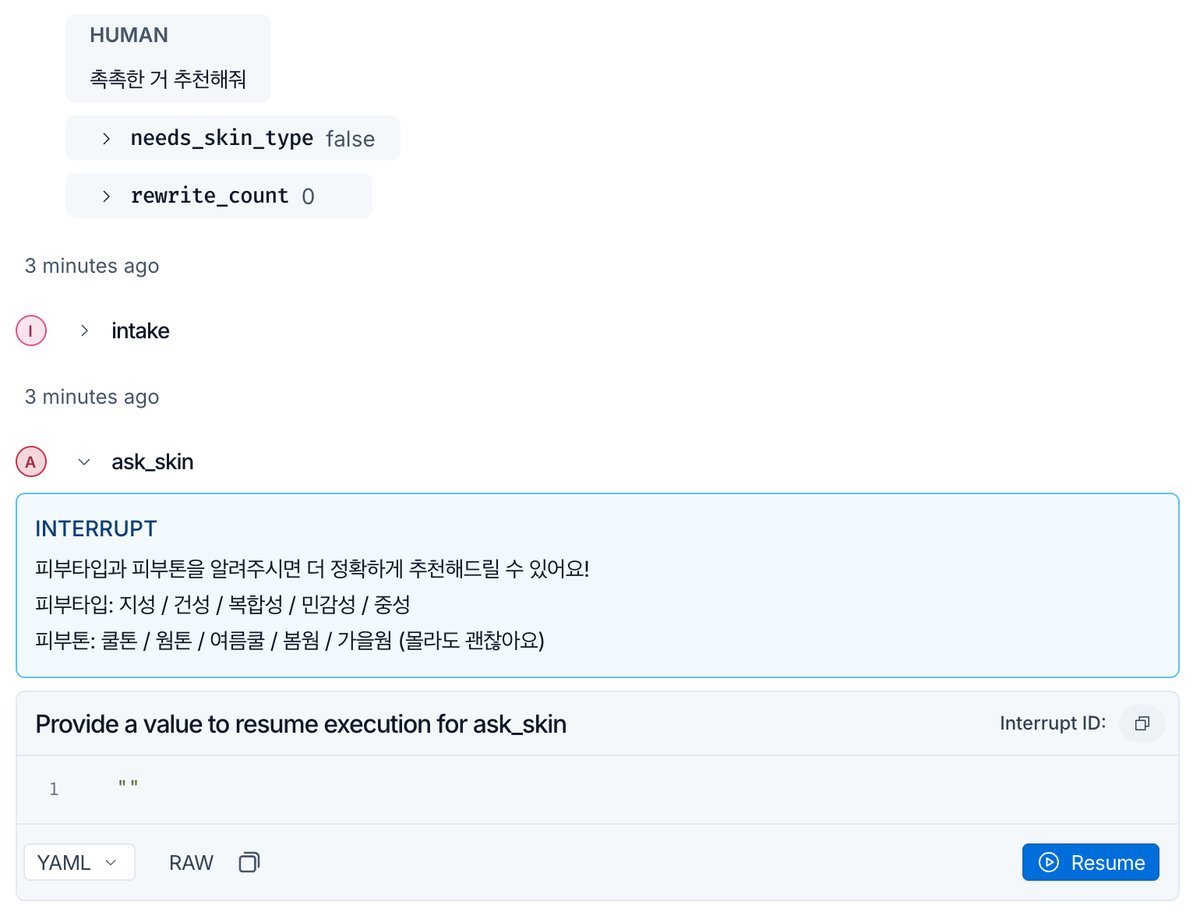 HUMAN
촉촉한 거 추천해줘
needs_skin_type false
rewrite_count 0
3 minutes ago
I intake
3 minutes ago
A ask_skin
INTERRUPT
피부타입과 피부톤을 알려주시면 더 정확하게 추천해드릴 수 있어요!
피부타입: 지성 / 건성 / 복합성 / 민감성 / 중성
피부톤: 쿨톤 / 웜톤 / 여름쿨 / 봄웜 / 가을웜 (몰라도 괜찮아요)
Provide a value to resume execution for ask_skin Interrupt ID:
1 ""
YAML RAW Resume